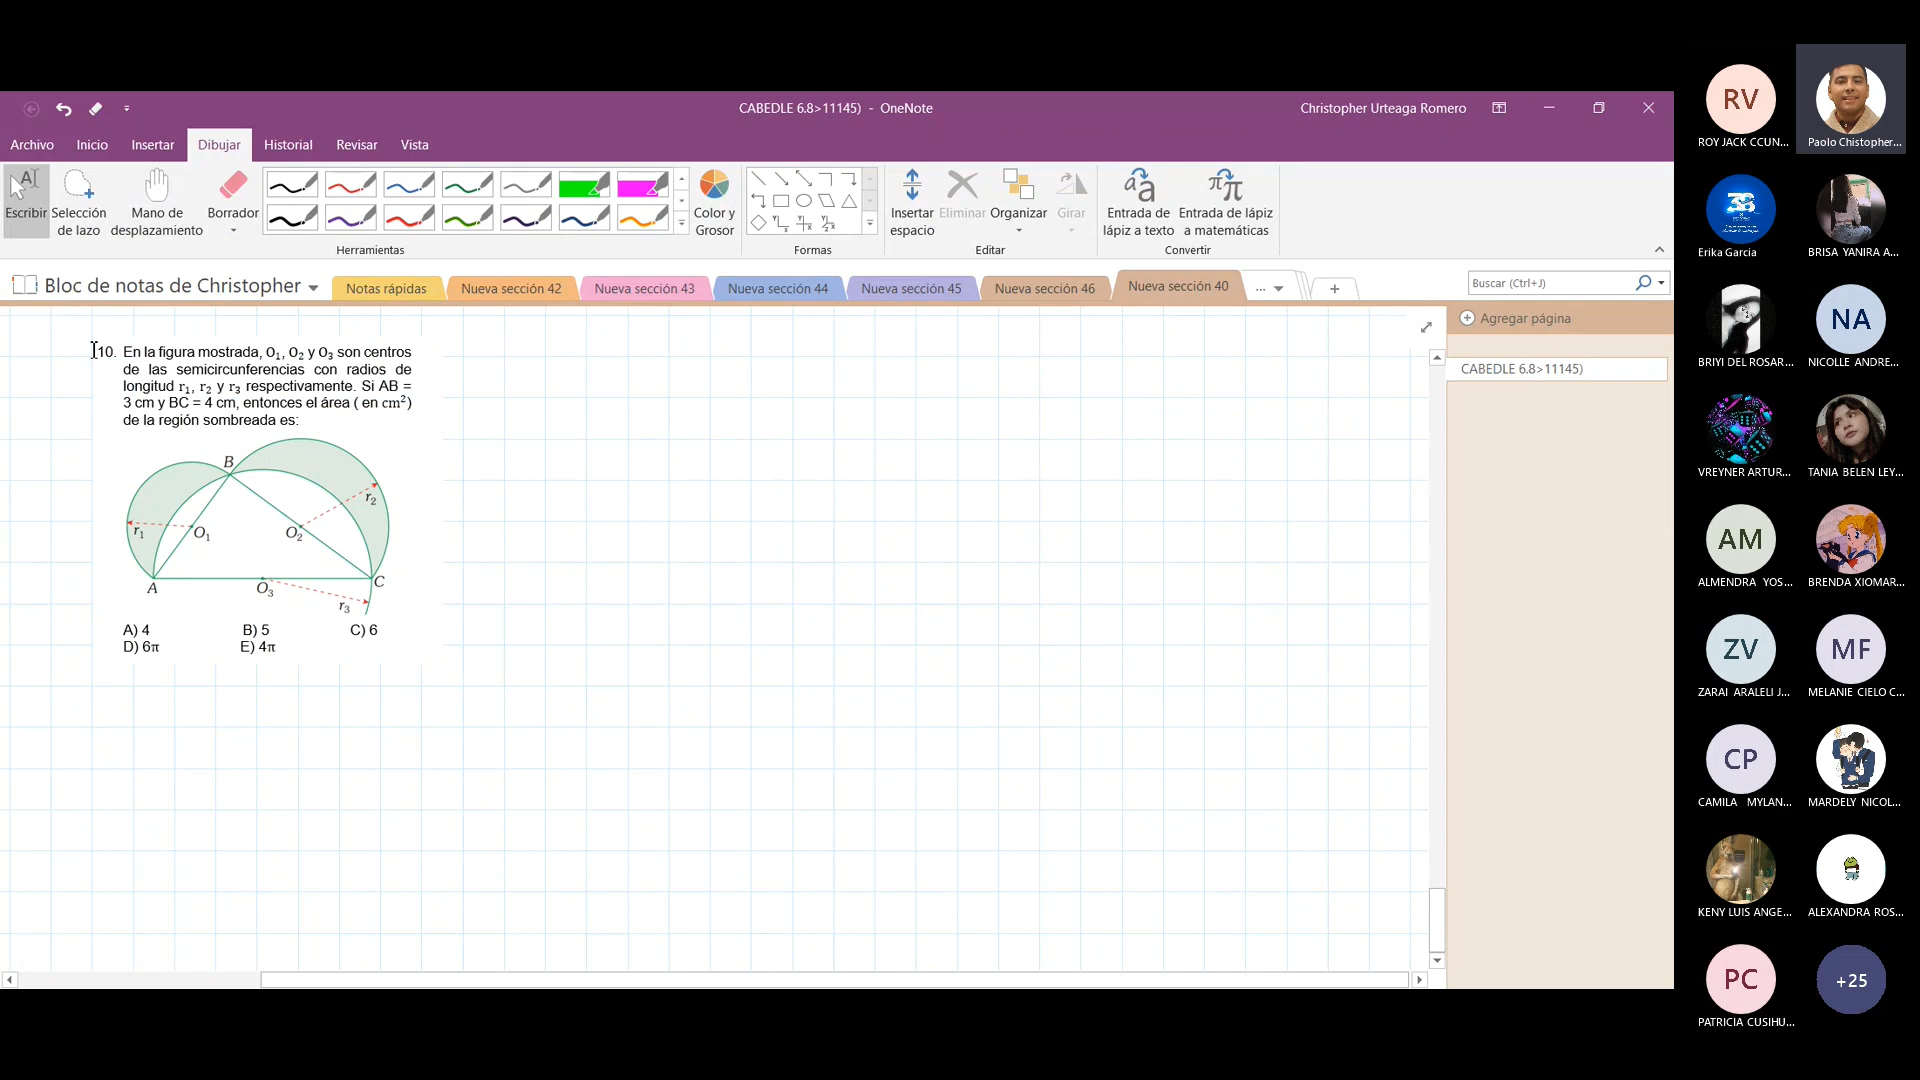 CABEDLE 6.8>11145) - OneNote
Christopher Urteaga Romero
Archivo
Inicio
Insertar
Dibujar
Historial
Revisar
Vista
Escribir
Selección de lazo
Mano de desplazamiento
Borrador
Color y Grosor
Insertar espacio
Eliminar
Organizar
Girar
Entrada de lápiz a texto
Entrada de lápiz a matemáticas
Herramientas
Formas
Editar
Convertir
Bloc de notas de Christopher
Notas rápidas
Nueva sección 42
Nueva sección 43
Nueva sección 44
Nueva sección 45
Nueva sección 46
Nueva sección 40
...
Buscar (Ctrl+J)
Agregar página
CABEDLE 6.8>11145)
10. En la figura mostrada, O₁, O₂ y O₃ son centros
de las semicircunferencias con radios de
longitud r₁, r₂ y r₃ respectivamente. Si AB =
3 cm y BC = 4 cm, entonces el área ( en cm²)
de la región sombreada es:
B
r₂
r₁
O₁
O₂
A
O₃
C
r₃
A) 4
B) 5
C) 6
D) 6π
E) 4π
RV
ROY JACK CCUN...
Paolo Chistopher...
Erika Garcia
BRISA YANIRA A...
BRIYI DEL ROSAR...
NA
NICOLLE ANDRE...
VREYNER ARTUR...
TANIA BELEN LEY...
AM
ALMENDRA YOS...
BRENDA XIOMAR...
ZV
ZARAI ARALELI J...
MF
MELANIE CIELO C...
CP
CAMILA MYLAN...
MARDELY NICOL...
KENY LUIS ANGE...
ALEXANDRA ROS...
PC
PATRICIA CUSIHU...
+25